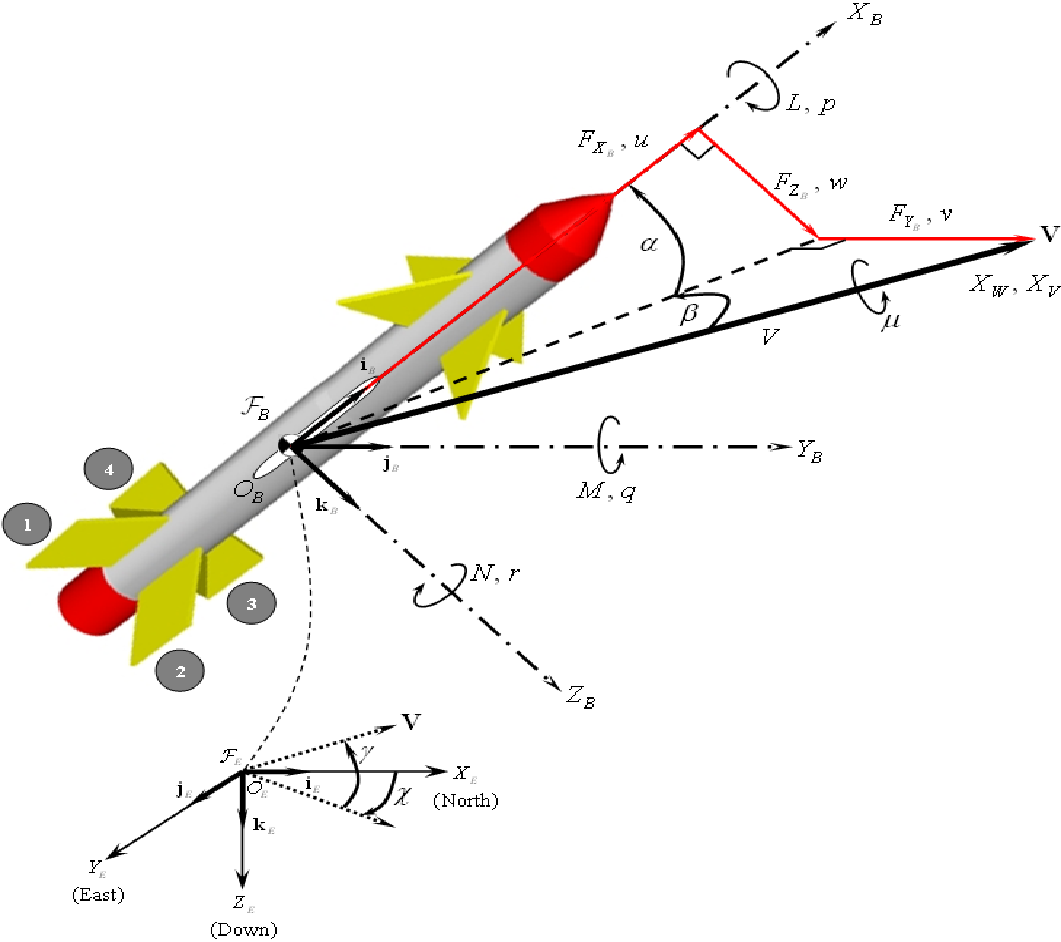 X_B
L, p
F_{X_B}, u
F_{Z_B}, w
F_{Y_B}, v
V
α
X_W, X_V
β
μ
V
i_B
ℱ_B
Y_B
j_B
O_B
M, q
k_B
4
1
N, r
3
2
Z_B
V
ℱ_E
γ
j_E
O_E
i_E
X_E
χ
(North)
k_E
Y_E
(East)
Z_E
(Down)